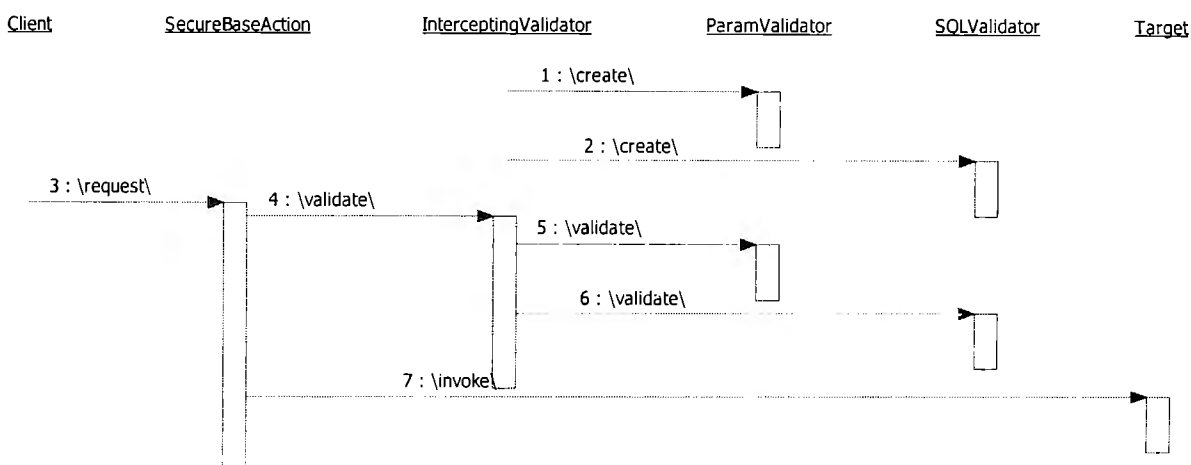 Client SecureBaseAction InterceptingValidator ParamValidator SQLValidator Target
1 : \create\
2 : \create\
3 : \request\
4 : \validate\
5 : \validate\
6 : \validate\
7 : \invoke\